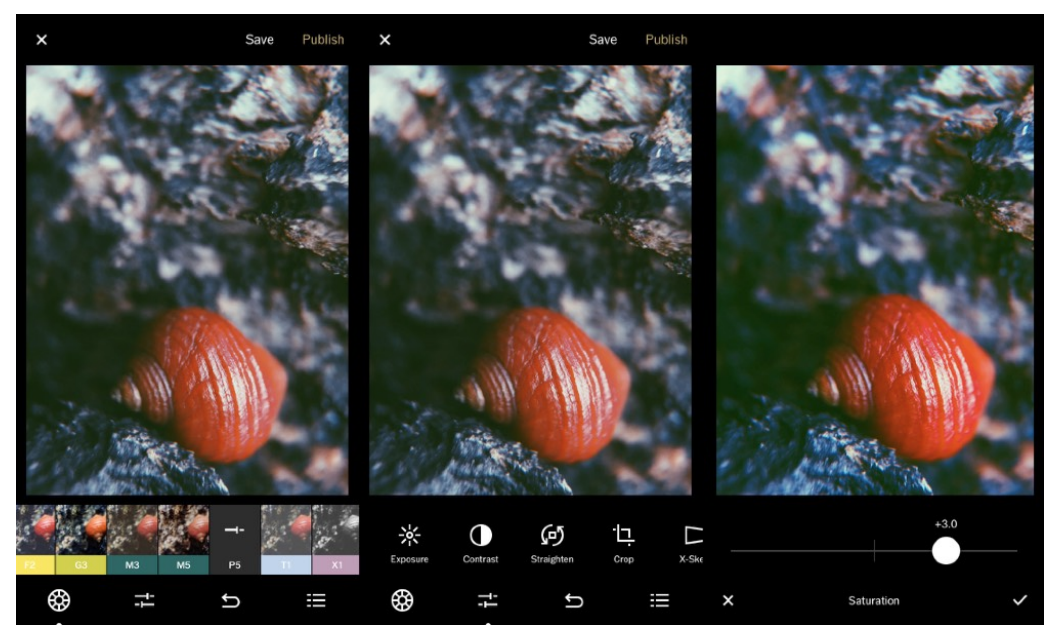 Save Publish
Save Publish
F2 G3 M3 M5 P5 T1 X1
Exposure Contrast Straighten Crop X-Ske
+3.0
Saturation